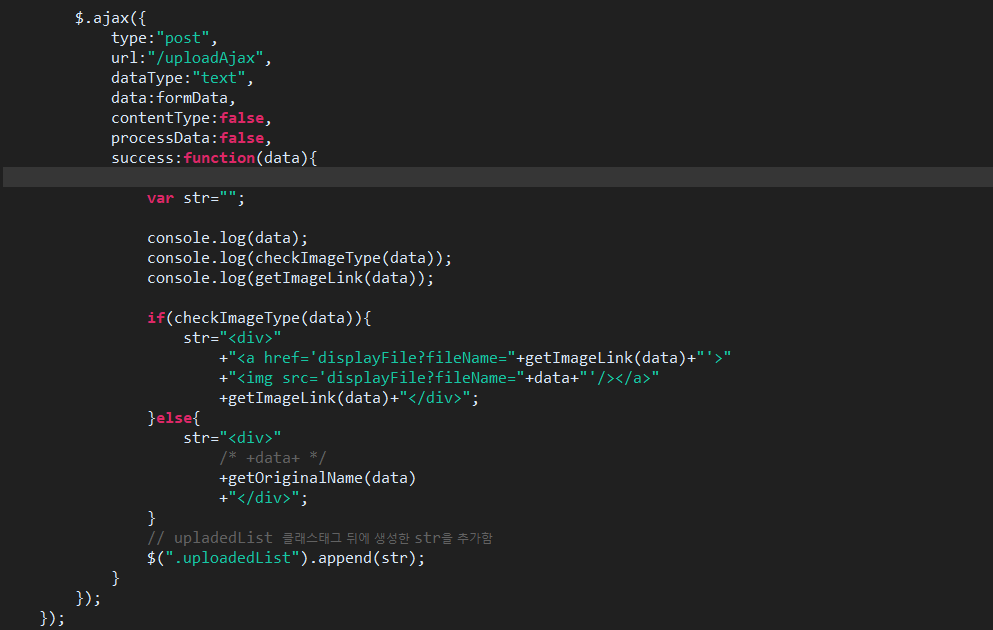 $.ajax({
type:"post",
url:"/uploadAjax",
dataType:"text",
data:formData,
contentType:false,
processData:false,
success:function(data){
var str="";
console.log(data);
console.log(checkImageType(data));
console.log(getImageLink(data));
if(checkImageType(data)){
str="<div>"
+"<a href='displayFile?fileName="+getImageLink(data)+"'>"
+"<img src='displayFile?fileName="+data+"'/></a>"
+getImageLink(data)+"</div>";
}else{
str="<div>"
/* +data+ */
+getOriginalName(data)
+"</div>";
}
// upladedList 클래스태그 뒤에 생성한 str을 추가함
$(".uploadedList").append(str);
}
});
});